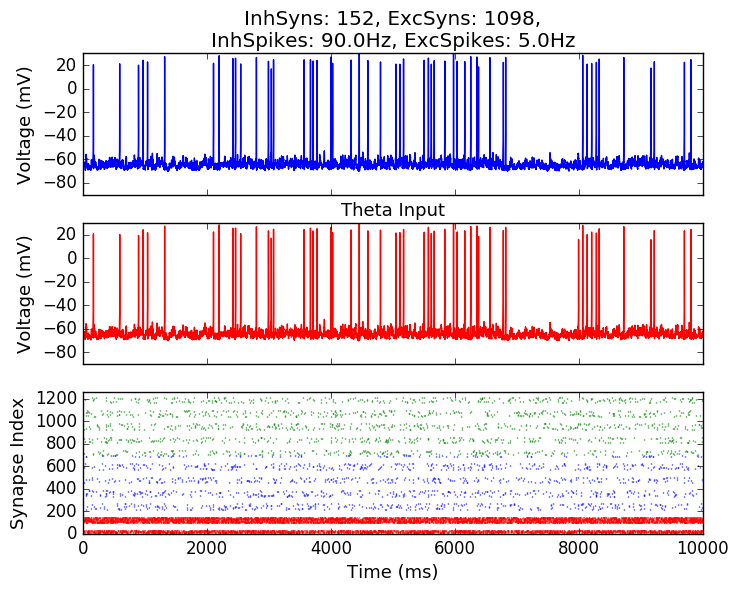 InhSyns: 152, ExcSyns: 1098,
InhSpikes: 90.0Hz, ExcSpikes: 5.0Hz
Voltage (mV)
20
0
−20
−40
−60
−80
Theta Input
Voltage (mV)
20
0
−20
−40
−60
−80
Synapse Index
1200
1000
800
600
400
200
0
0 2000 4000 6000 8000 10000
Time (ms)